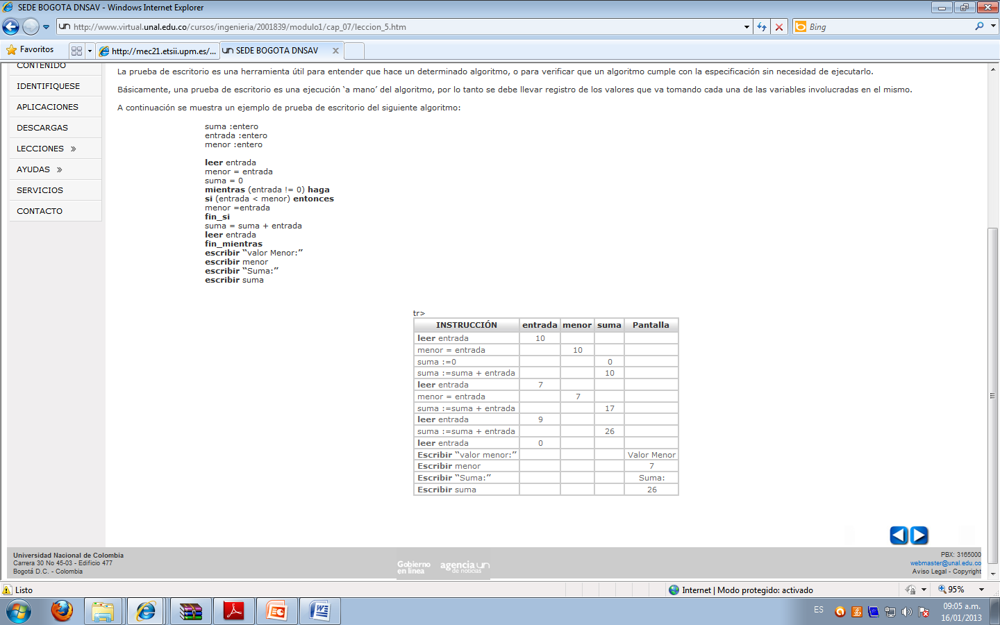 SEDE BOGOTA DNSAV - Windows Internet Explorer
http://www.virtual.unal.edu.co/cursos/ingenieria/2001839/modulo1/cap_07/leccion_5.htm
Bing
Favoritos
http://mec21.etsii.upm.es/...
SEDE BOGOTA DNSAV
CONTENIDO
IDENTIFIQUESE
APLICACIONES
DESCARGAS
LECCIONES »
AYUDAS »
SERVICIOS
CONTACTO
La prueba de escritorio es una herramienta útil para entender que hace un determinado algoritmo, o para verificar que un algoritmo cumple con la especificación sin necesidad de ejecutarlo.
Básicamente, una prueba de escritorio es una ejecución ‘a mano’ del algoritmo, por lo tanto se debe llevar registro de los valores que va tomando cada una de las variables involucradas en el mismo.
A continuación se muestra un ejemplo de prueba de escritorio del siguiente algoritmo:
suma :entero
entrada :entero
menor :entero
leer entrada
menor = entrada
suma = 0
mientras (entrada != 0) haga
si (entrada < menor) entonces
menor =entrada
fin_si
suma = suma + entrada
leer entrada
fin_mientras
escribir “valor Menor:”
escribir menor
escribir “Suma:”
escribir suma
tr>
INSTRUCCIÓN entrada menor suma Pantalla
leer entrada 10
menor = entrada 10
suma :=0 0
suma :=suma + entrada 10
leer entrada 7
menor = entrada 7
suma :=suma + entrada 17
leer entrada 9
suma :=suma + entrada 26
leer entrada 0
Escribir “valor menor:” Valor Menor
Escribir menor 7
Escribir “Suma:” Suma:
Escribir suma 26
Universidad Nacional de Colombia
Carrera 30 No 45-03 - Edificio 477
Bogotá D.C. - Colombia
Gobierno
en línea
agencia un
de noticias
PBX: 3165000
webmaster@unal.edu.co
Aviso Legal - Copyright
Listo
Internet | Modo protegido: activado
95%
ES
09:05 a.m.
16/01/2013